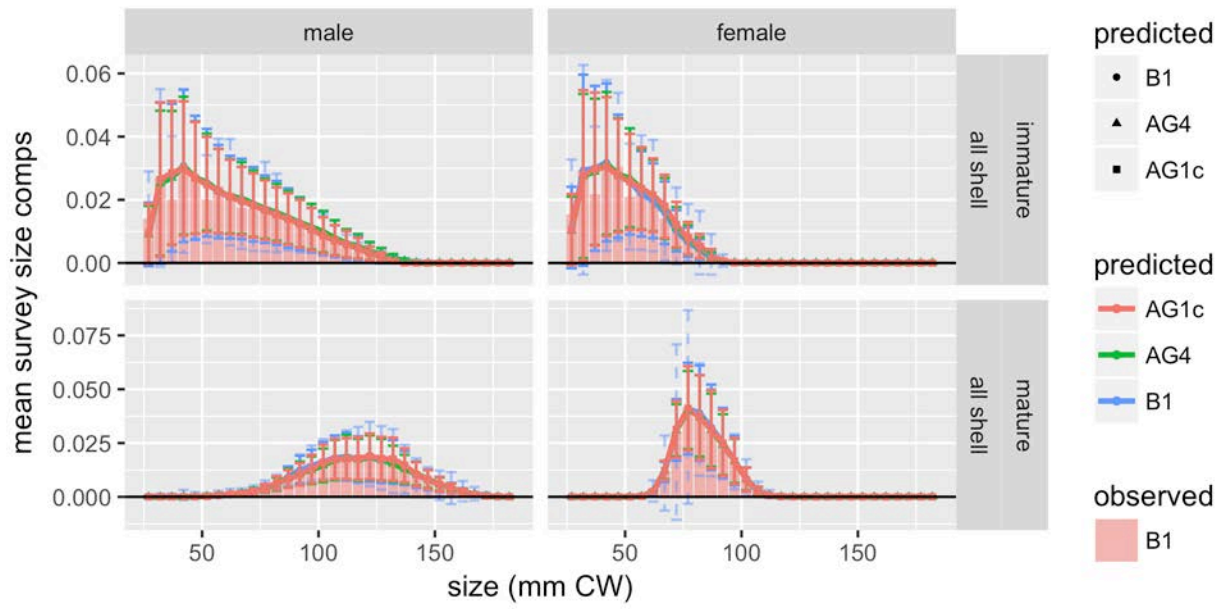 male
female
predicted
B1
AG4
AG1c
predicted
AG1c
AG4
B1
observed
B1
mean survey size comps
0.06
0.04
0.02
0.00
0.075
0.050
0.025
0.000
immature
all shell
mature
all shell
50
100
150
50
100
150
size (mm CW)